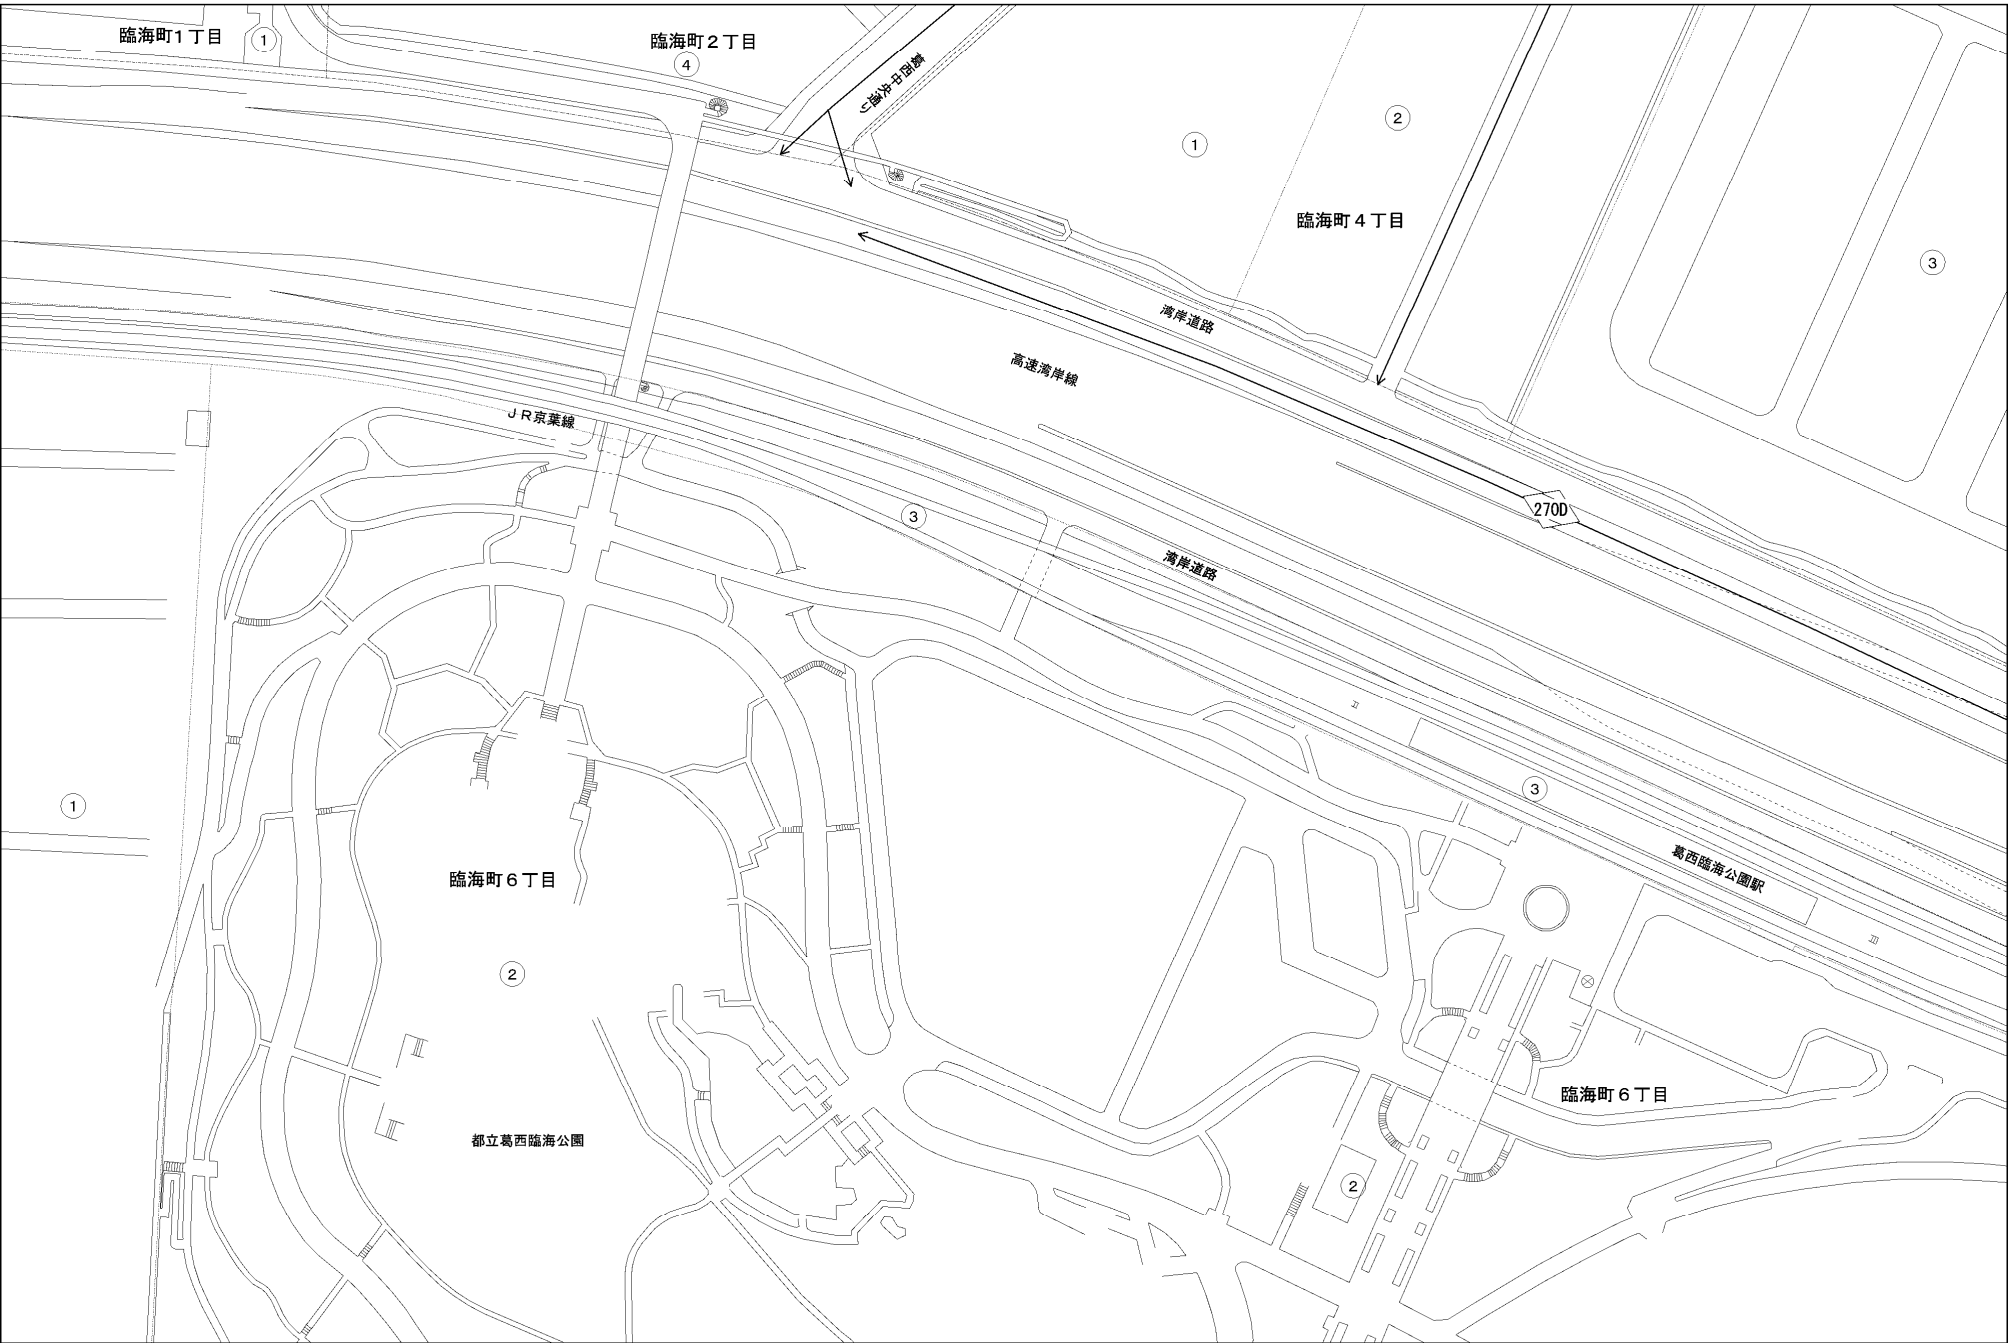 臨海町1丁目
①
臨海町2丁目
④
葛西中央通り
①
②
臨海町4丁目
③
湾岸道路
高速湾岸線
JR京葉線
270D
③
湾岸道路
①
③
葛西臨海公園駅
臨海町6丁目
②
臨海町6丁目
都立葛西臨海公園
②